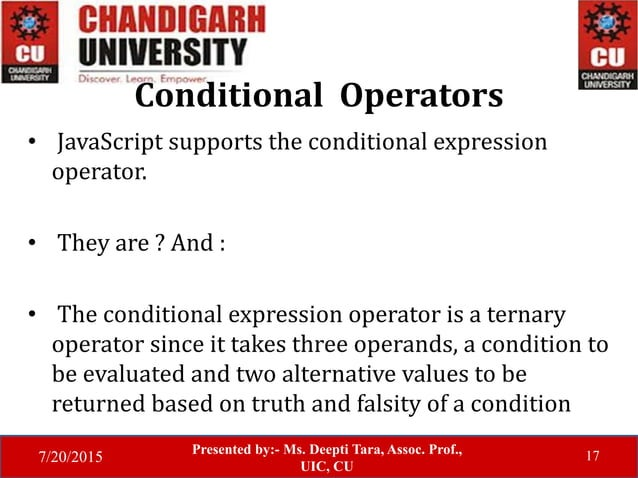 CU
CHANDIGARH
UNIVERSITY
CHANDIGARH
UNIVERSITY
Discover. Learn. Empower.
CU
CHANDIGARH
UNIVERSITY
Conditional Operators
• JavaScript supports the conditional expression
operator.
• They are ? And :
• The conditional expression operator is a ternary
operator since it takes three operands, a condition to
be evaluated and two alternative values to be
returned based on truth and falsity of a condition
7/20/2015
Presented by:- Ms. Deepti Tara, Assoc. Prof.,
UIC, CU
17